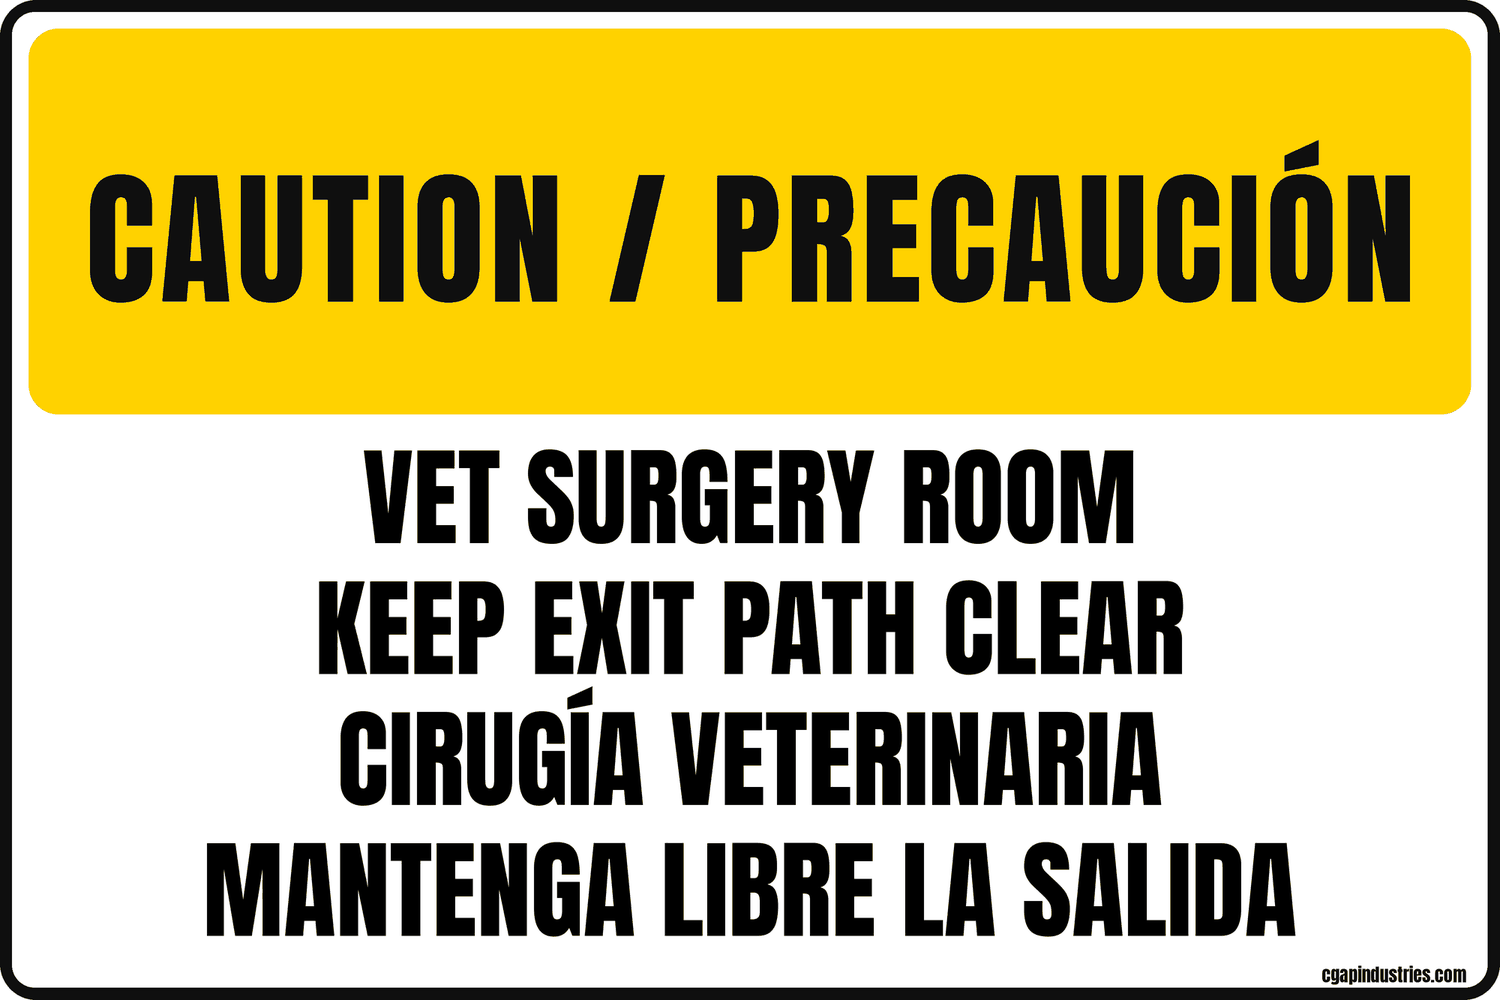 CAUTION / PRECAUCIÓN
VET SURGERY ROOM
KEEP EXIT PATH CLEAR
CIRUGÍA VETERINARIA
MANTENGA LIBRE LA SALIDA
cgapindustries.com